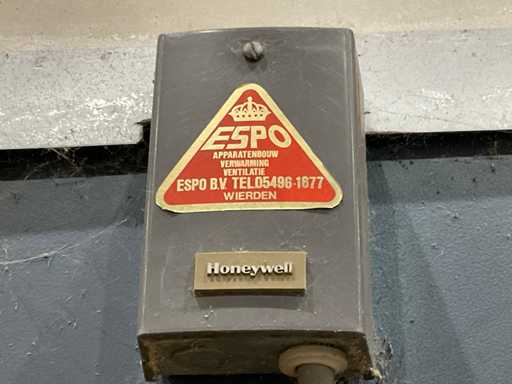 ESPO
APPARATENBOUW
VERWARMING
VENTILATIE
ESPO B.V. TEL.05496-1677
WIERDEN
Honeywell